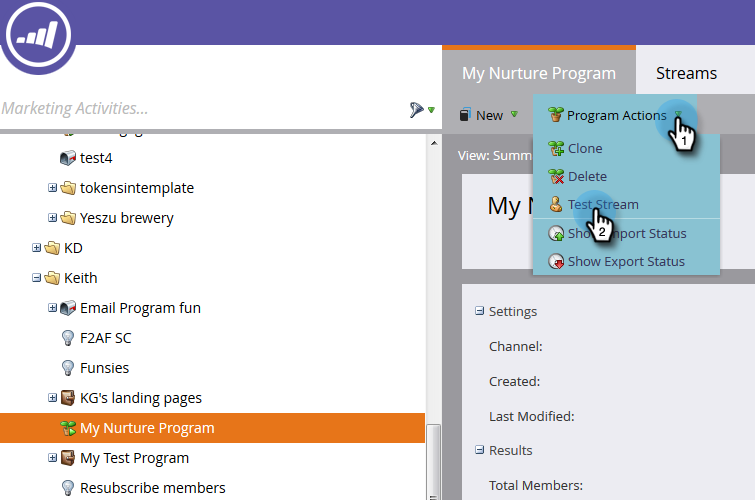 Marketing Activities...
test4
tokensintemplate
Yeszu brewery
KD
Keith
Email Program fun
F2AF SC
Funsies
KG's landing pages
My Nurture Program
My Test Program
Resubscribe members
My Nurture Program
Streams
New
Program Actions
1
Clone
Delete
Test Stream
2
Show Import Status
Show Export Status
View: Summ
My N
Settings
Channel:
Created:
Last Modified:
Results
Total Members: